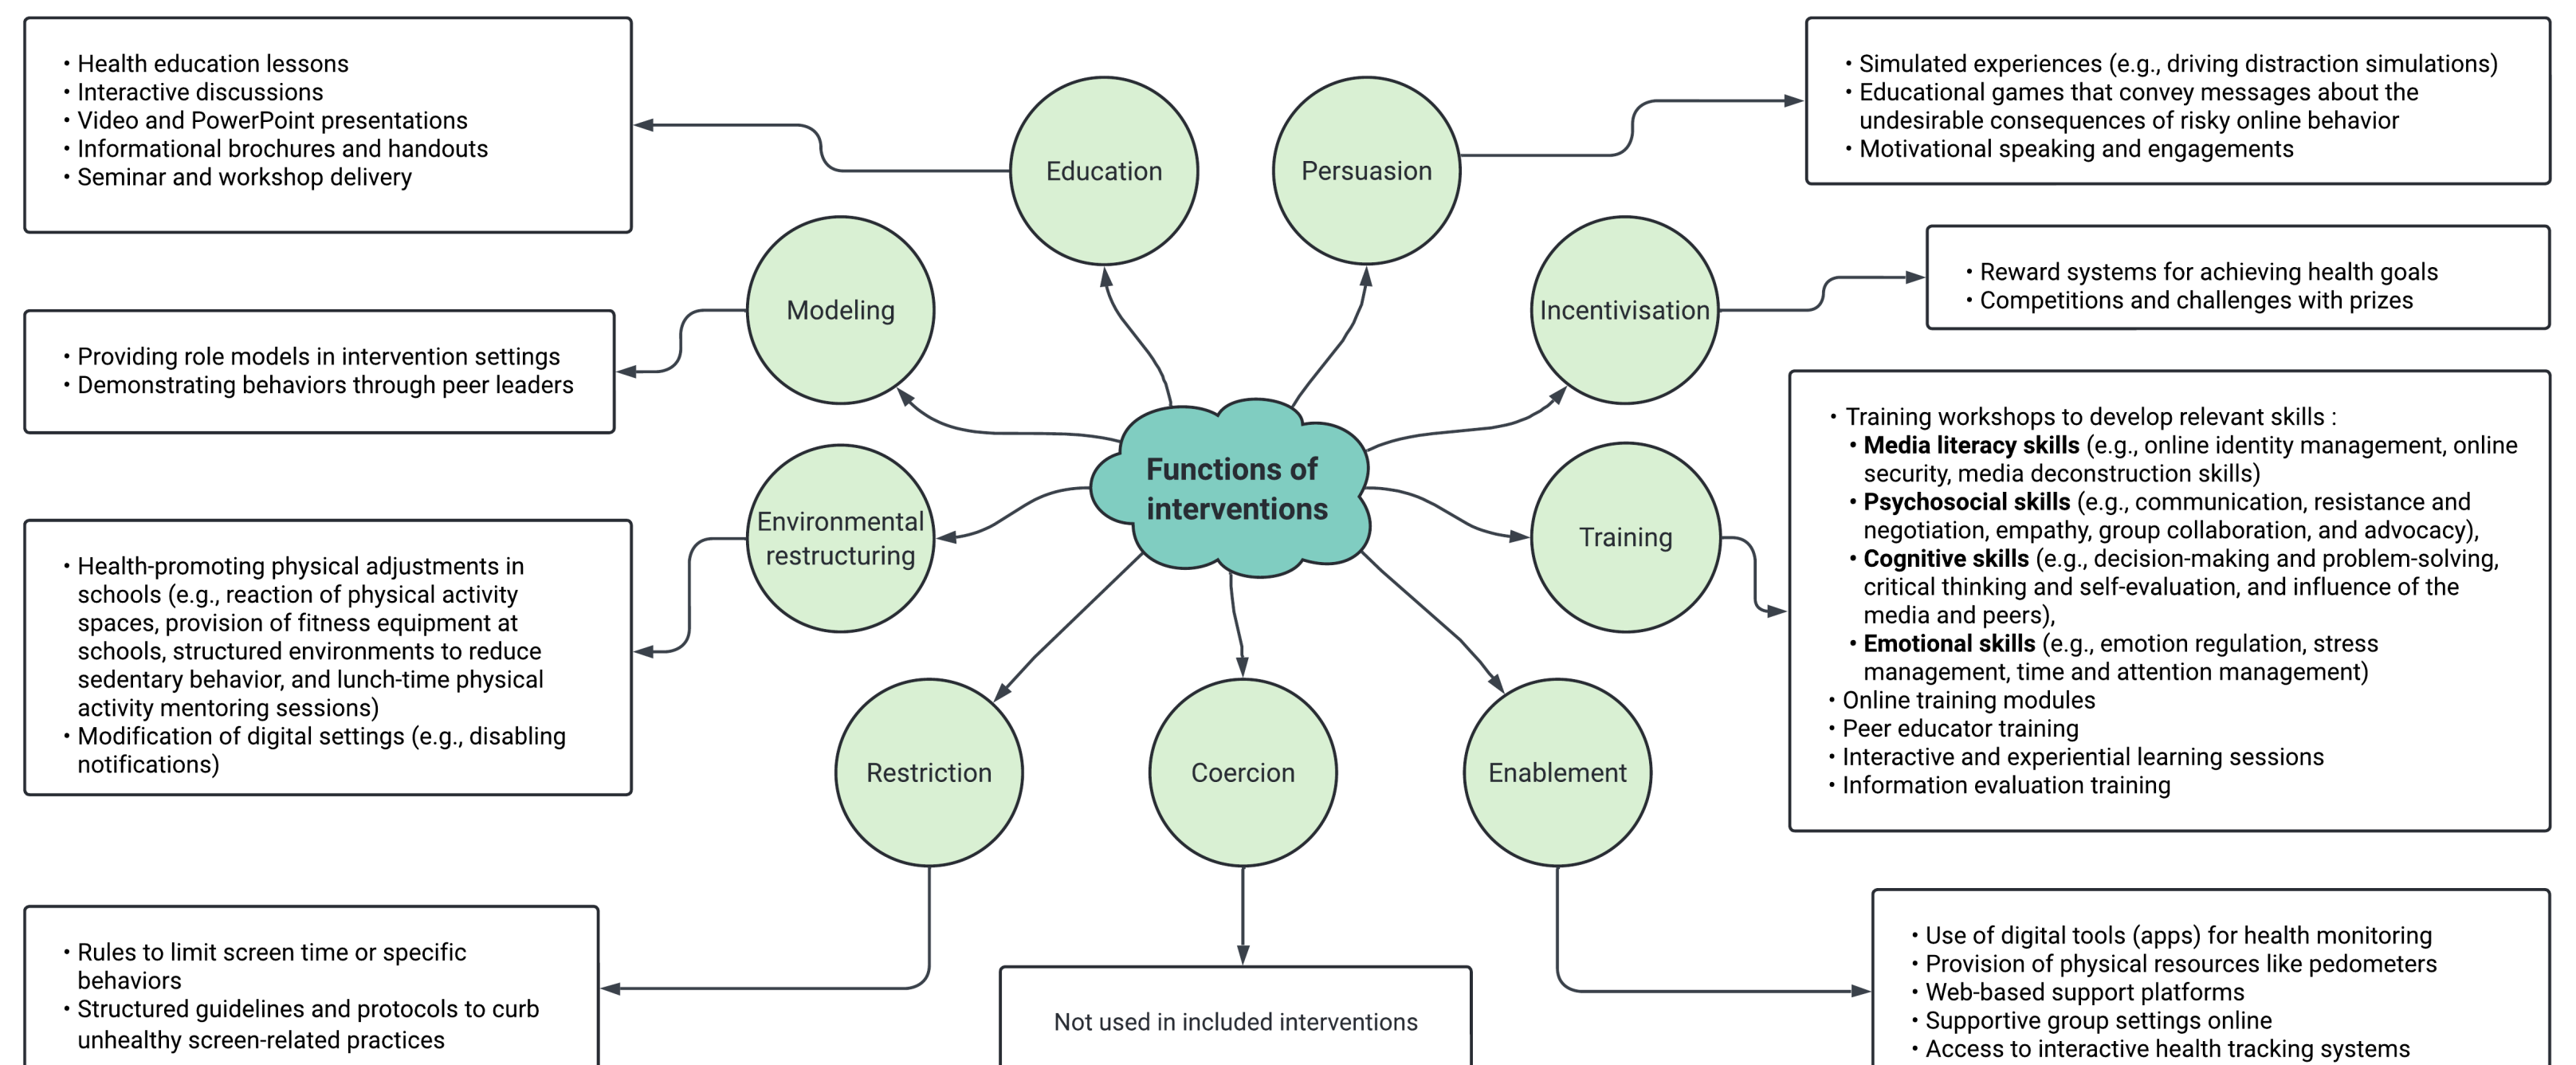 • Health education lessons
• Interactive discussions
• Video and PowerPoint presentations
• Informational brochures and handouts
• Seminar and workshop delivery
Education
Persuasion
• Simulated experiences (e.g., driving distraction simulations)
• Educational games that convey messages about the
undesirable consequences of risky online behavior
• Motivational speaking and engagements
Modeling
• Providing role models in intervention settings
• Demonstrating behaviors through peer leaders
Incentivisation
• Reward systems for achieving health goals
• Competitions and challenges with prizes
Functions of
interventions
Environmental
restructuring
• Health-promoting physical adjustments in
schools (e.g., reaction of physical activity
spaces, provision of fitness equipment at
schools, structured environments to reduce
sedentary behavior, and lunch-time physical
activity mentoring sessions)
• Modification of digital settings (e.g., disabling
notifications)
Training
• Training workshops to develop relevant skills :
• Media literacy skills (e.g., online identity management, online
security, media deconstruction skills)
• Psychosocial skills (e.g., communication, resistance and
negotiation, empathy, group collaboration, and advocacy),
• Cognitive skills (e.g., decision-making and problem-solving,
critical thinking and self-evaluation, and influence of the
media and peers),
• Emotional skills (e.g., emotion regulation, stress
management, time and attention management)
• Online training modules
• Peer educator training
• Interactive and experiential learning sessions
• Information evaluation training
Restriction
Coercion
Enablement
• Rules to limit screen time or specific
behaviors
• Structured guidelines and protocols to curb
unhealthy screen-related practices
Not used in included interventions
• Use of digital tools (apps) for health monitoring
• Provision of physical resources like pedometers
• Web-based support platforms
• Supportive group settings online
• Access to interactive health tracking systems